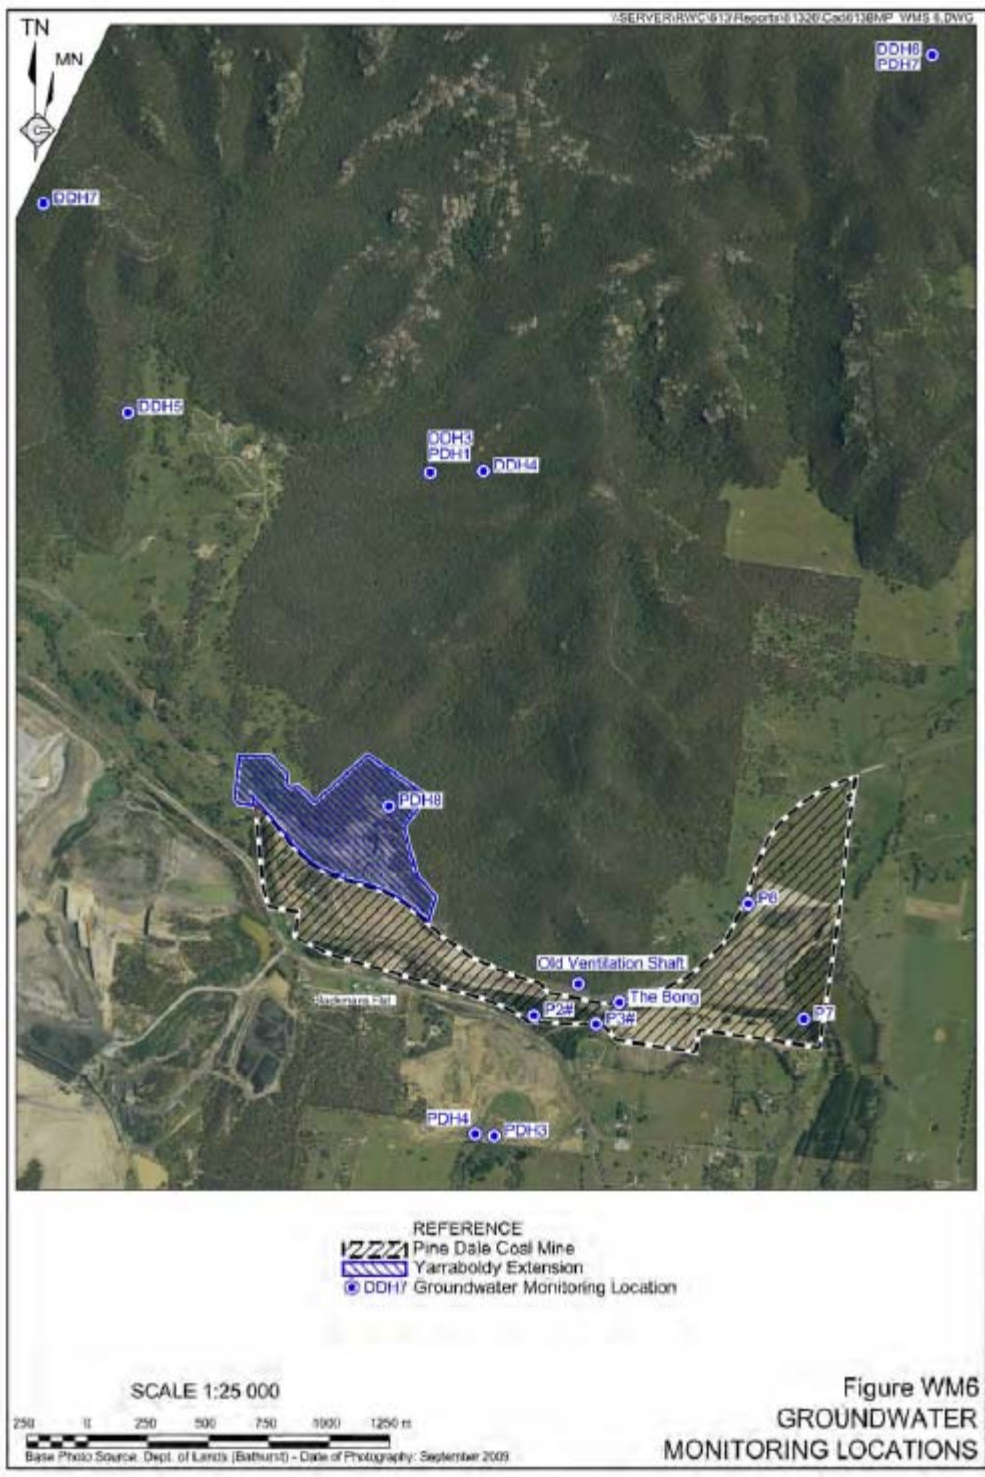 I:\SERVER\RWC\613\Reports\61326\Cad613BMP_WMS 6.DWG
TN
MN
DDH6
PDH7
DDH7
DDH5
DDH3
PDH1
DDH4
PDH8
P6
Old Ventilation Shaft
The Bong
P2#
P3#
P7
Blackmans Flat
PDH4
PDH3
REFERENCE
Pine Dale Coal Mine
Yarraboldy Extension
DDH7 Groundwater Monitoring Location
SCALE 1:25 000
250 0 250 500 750 1000 1250 m
Base Photo Source: Dept. of Lands (Bathurst) - Date of Photography: September 2009
Figure WM6
GROUNDWATER
MONITORING LOCATIONS